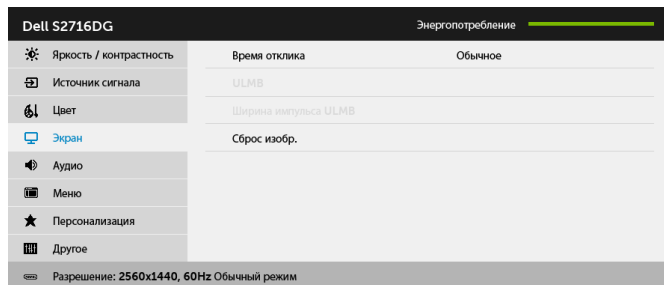 Dell S2716DG
Энергопотребление
Яркость / контрастность
Время отклика Обычное
Источник сигнала
ULMB
Цвет
Ширина импульса ULMB
Экран
Сброс изобр.
Аудио
Меню
Персонализация
Другое
Разрешение: 2560x1440, 60Hz Обычный режим